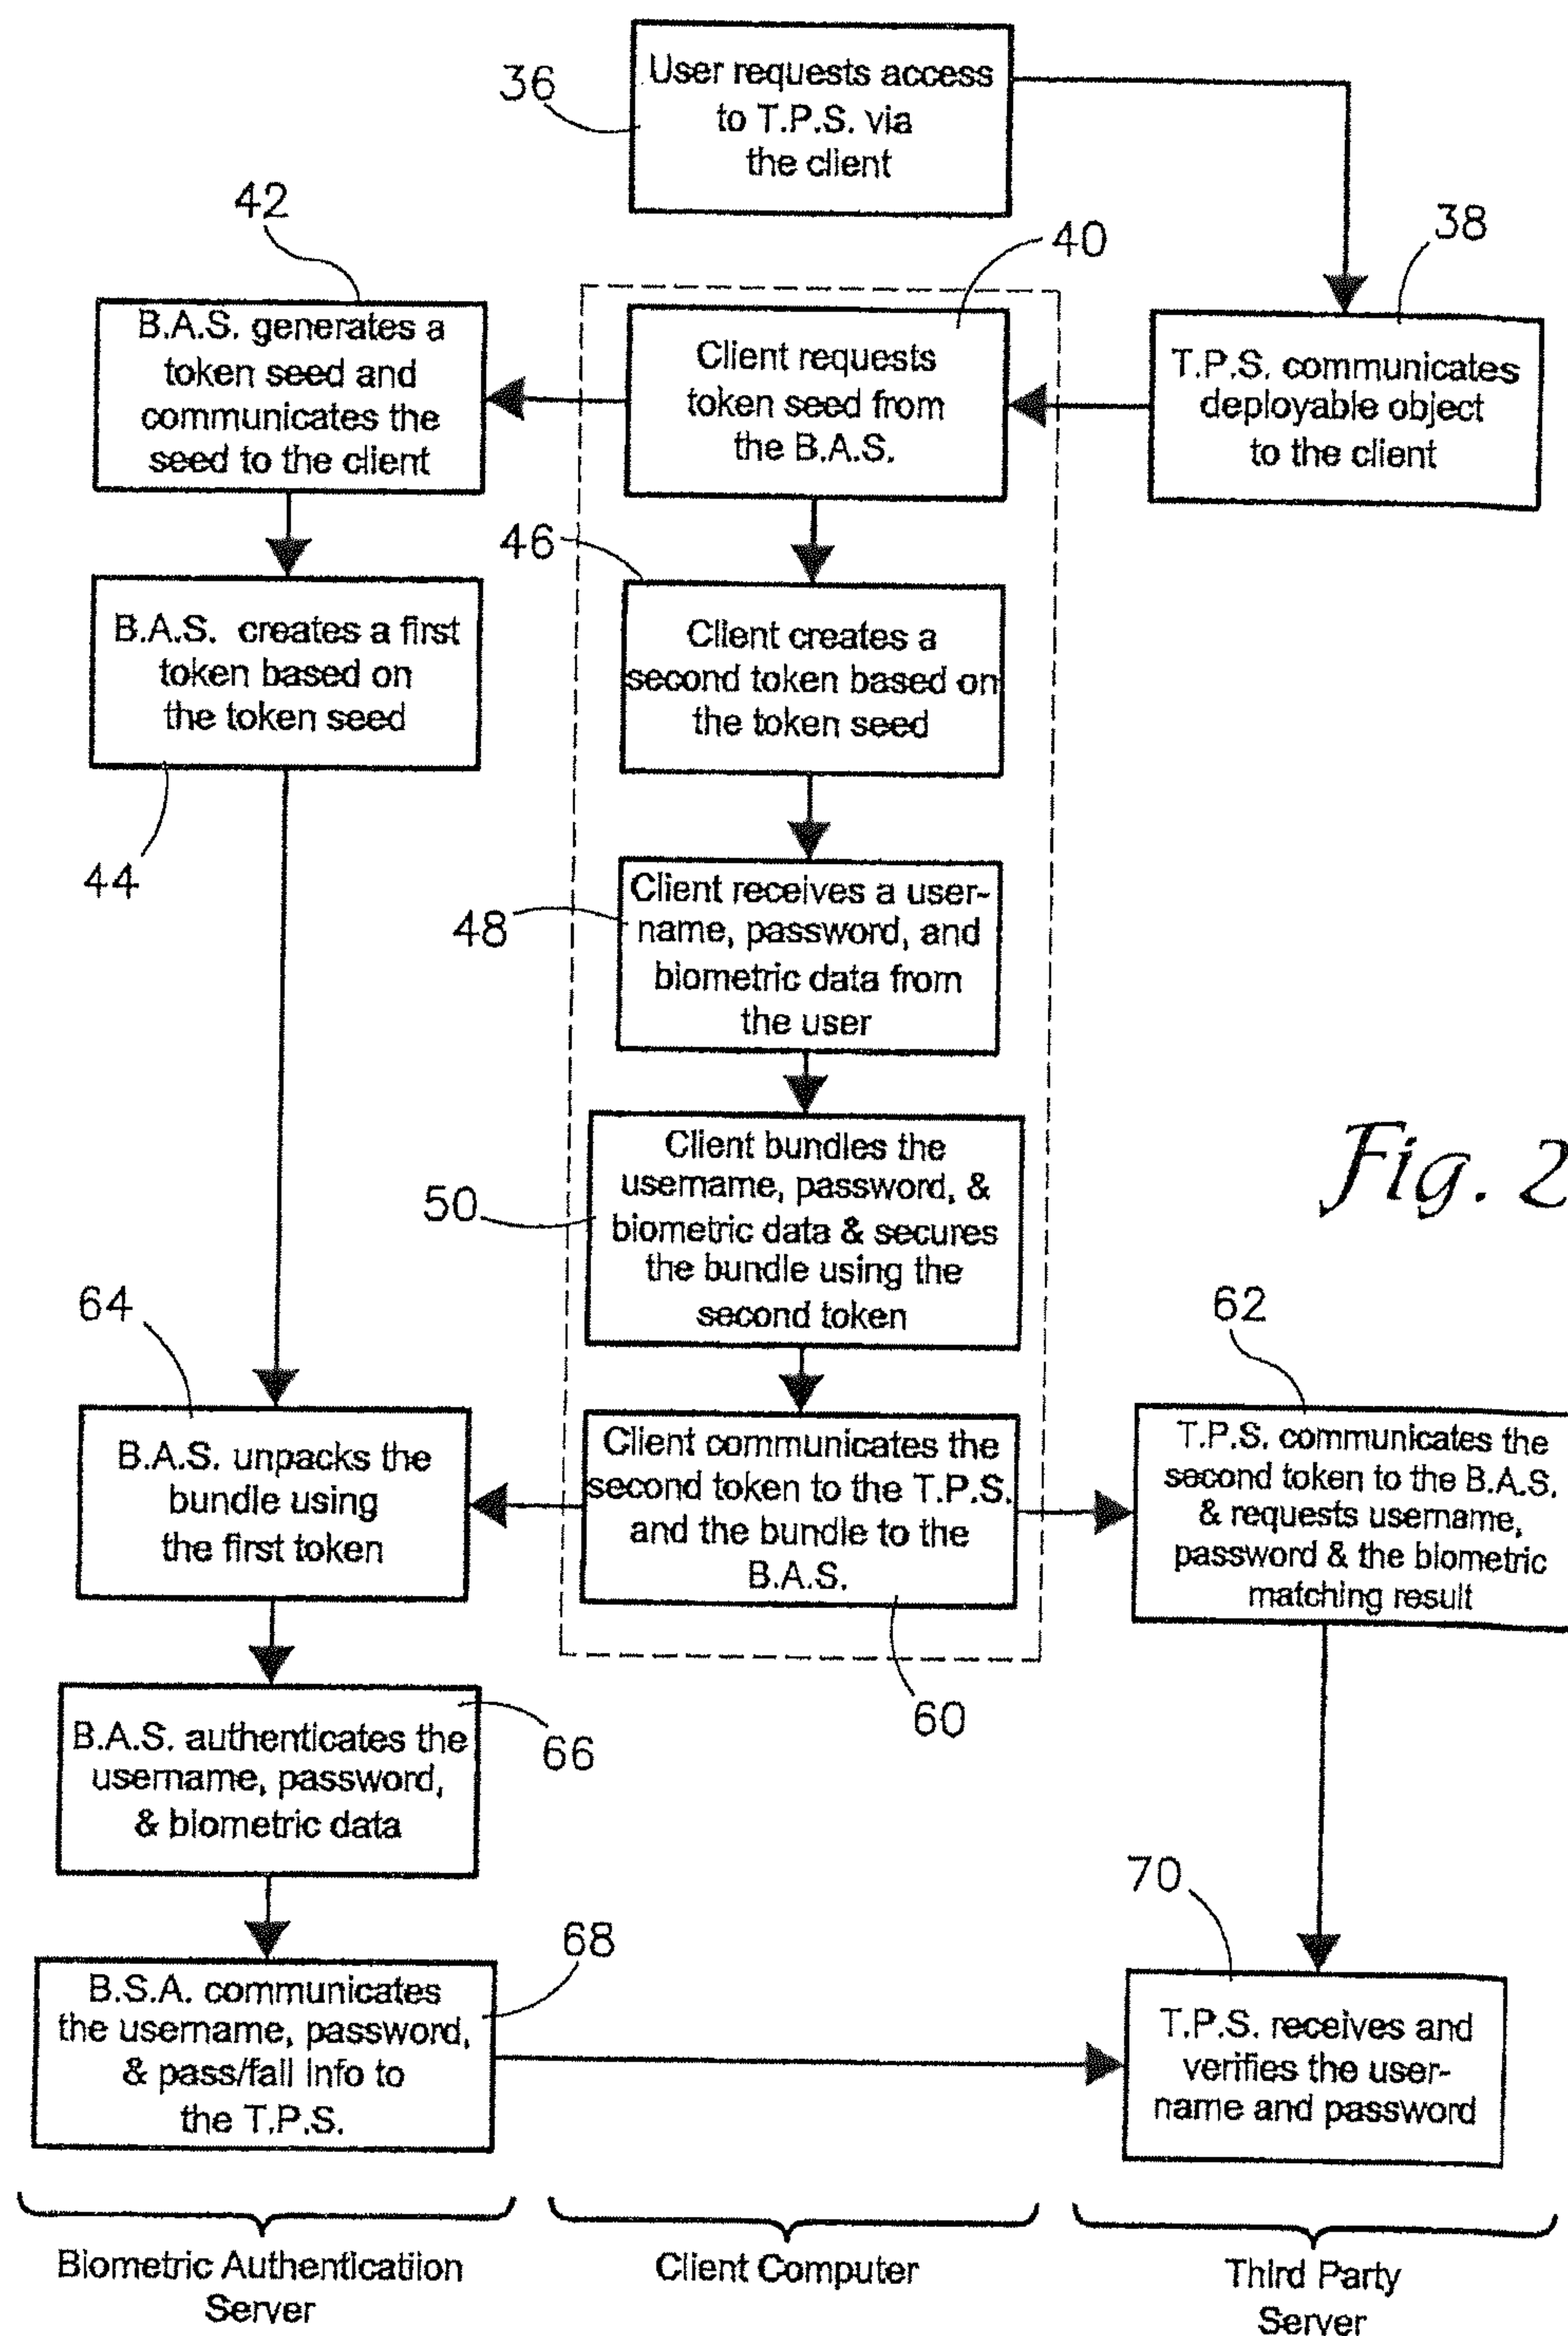 36
User requests access
to T.P.S. via
the client
42
40
38
B.A.S. generates a
token seed and
communicates the
seed to the client
Client requests
token seed from
the B.A.S.
T.P.S. communicates
deployable object
to the client
46
B.A.S. creates a first
token based on
the token seed
44
Client creates a
second token based on
the token seed
48
Client receives a user-
name, password, and
biometric data from
the user
50
Client bundles the
username, password, &
biometric data & secures
the bundle using the
second token
Fig. 2
64
62
B.A.S. unpacks the
bundle using
the first token
Client communicates the
second token to the T.P.S.
and the bundle to the
B.A.S.
60
T.P.S. communicates the
second token to the B.A.S.
& requests username,
password & the biometric
matching result
66
B.A.S. authenticates the
username, password,
& biometric data
70
68
B.S.A. communicates
the username, password,
& pass/fail info to
the T.P.S.
T.P.S. receives and
verifies the user-
name and password
Biometric Authenticatiion
Server
Client Computer
Third Party
Server